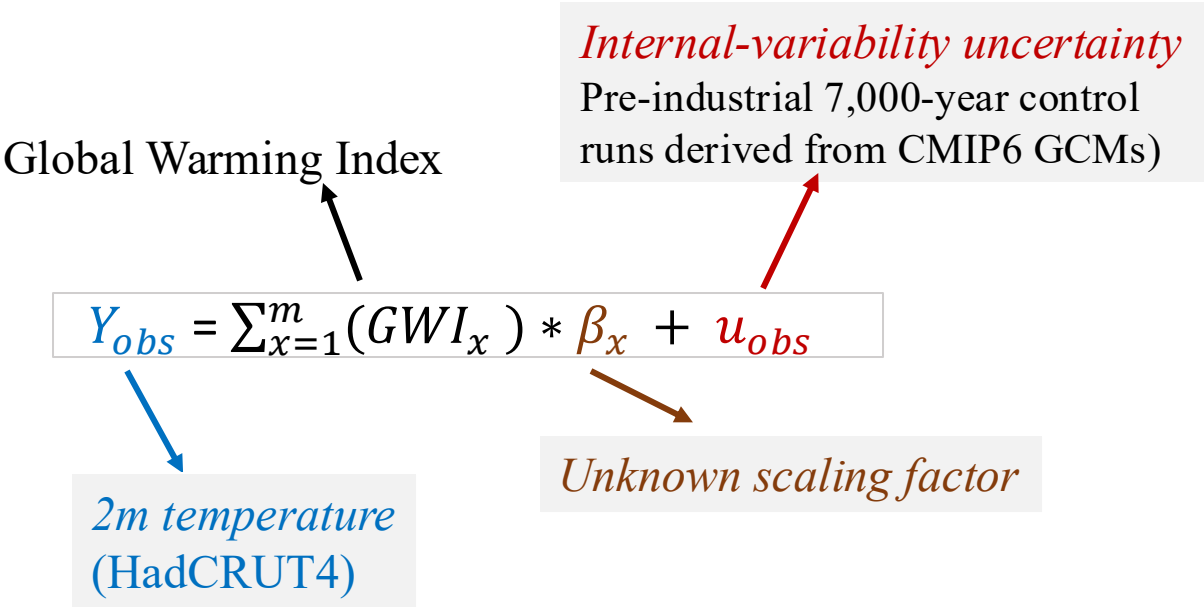 Internal-variability uncertainty
Pre-industrial 7,000-year control
runs derived from CMIP6 GCMs)
Global Warming Index
Y_obs = ∑_{x=1}^{m}(GWI_x ) * β_x + u_obs
Unknown scaling factor
2m temperature
(HadCRUT4)